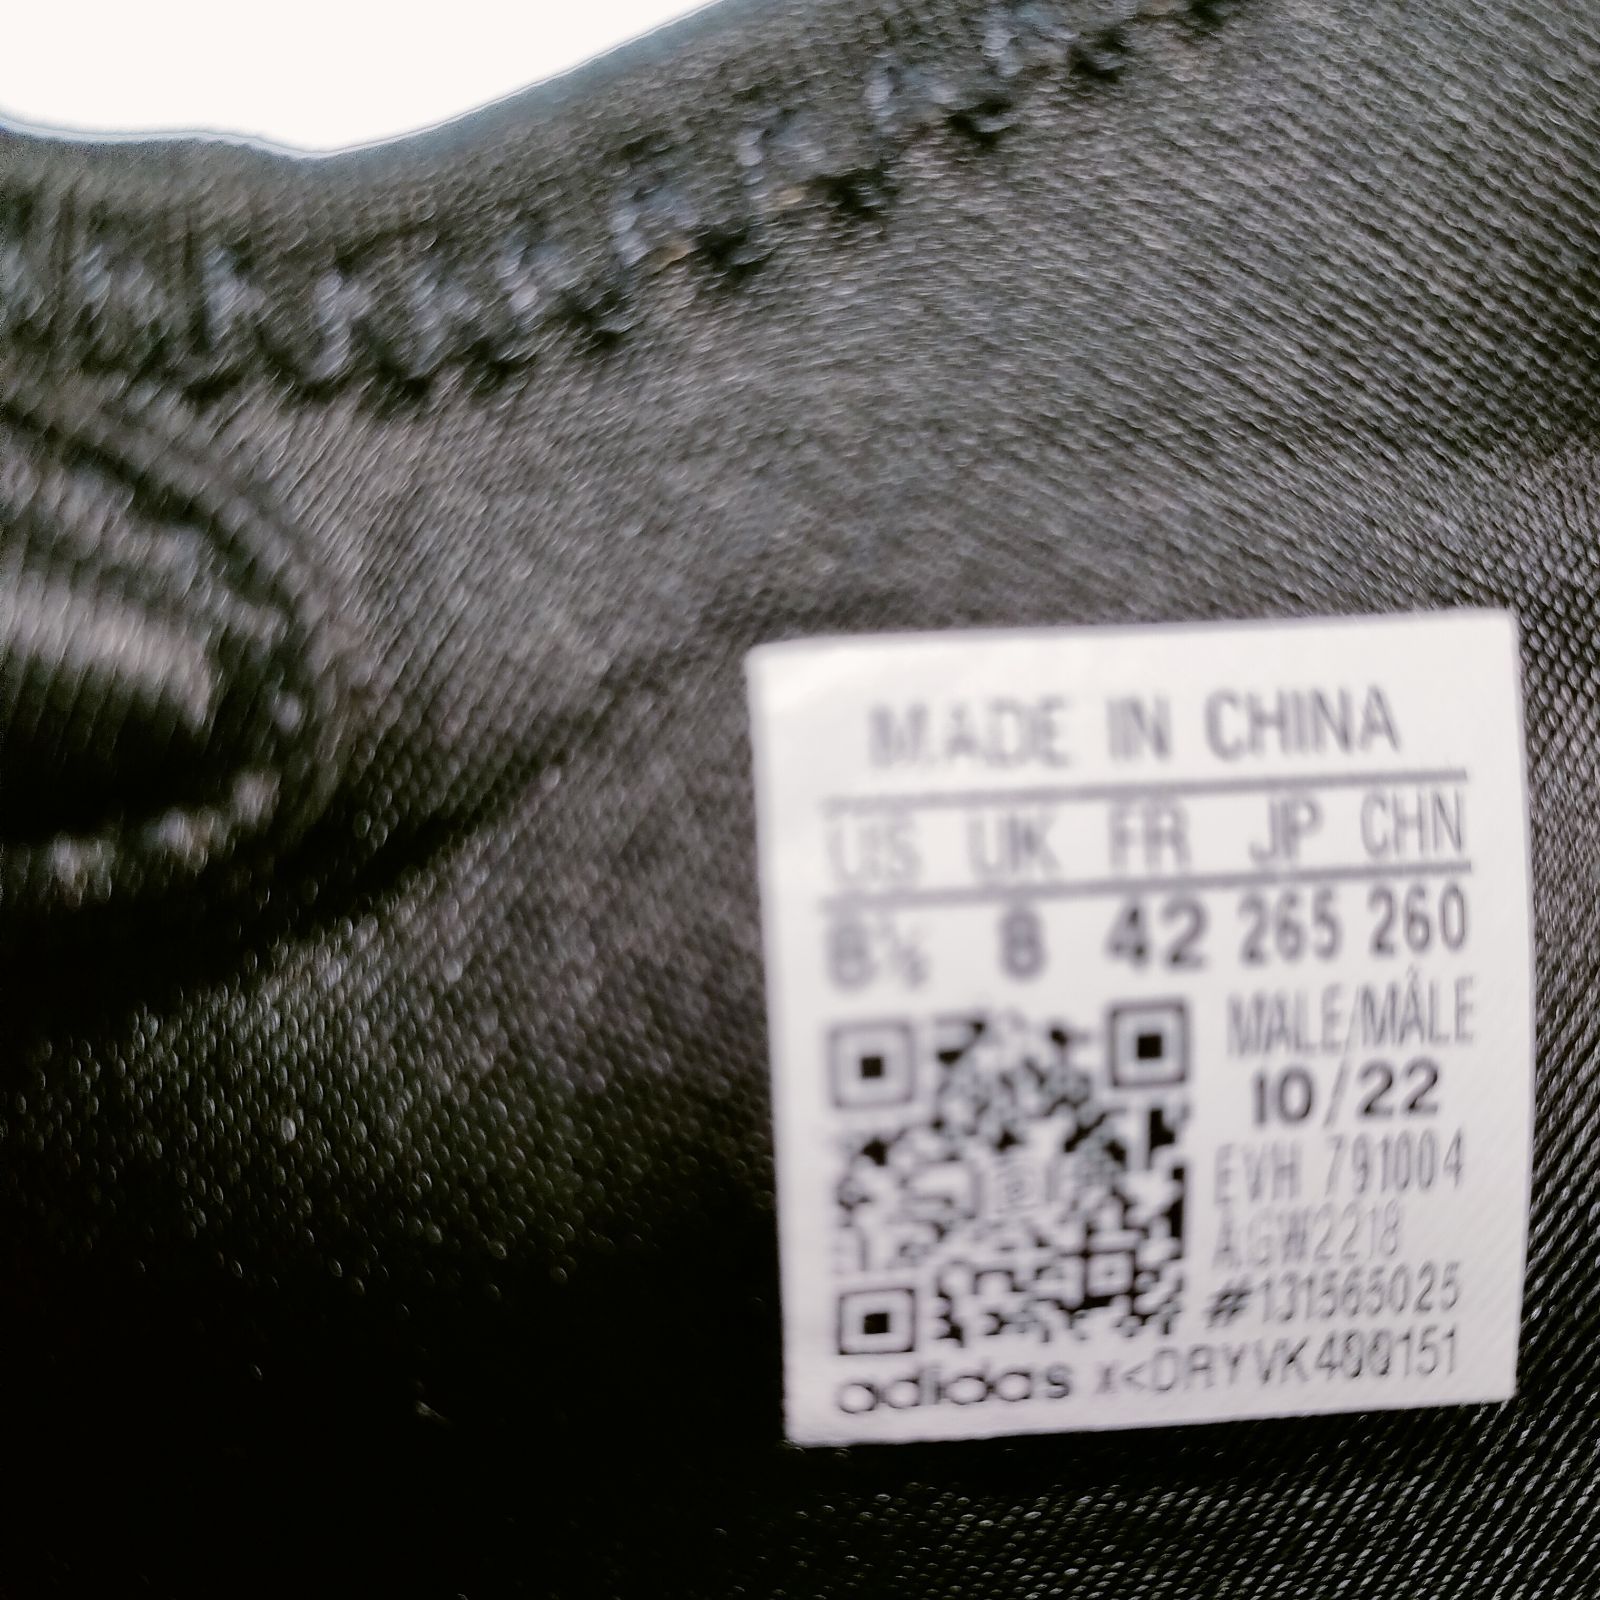 MADE IN CHINA
US UK FR JP CHN
8½ 8 42 265 260
MALE/MÂLE
10/22
EVH 791004
AGW2218
#131565025
adidas x<DRYVK400151